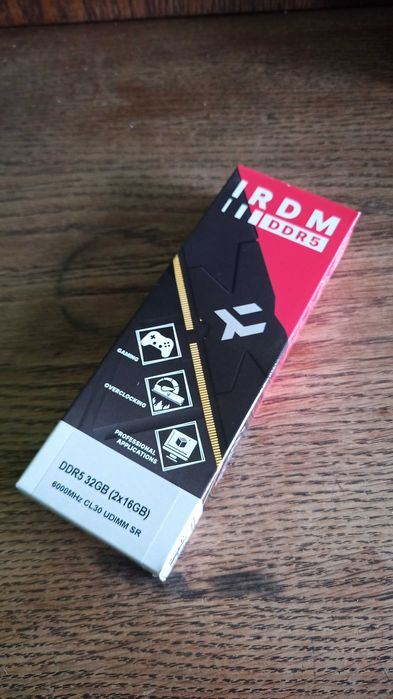 IRDM
DDR5
GAMING
OVERCLOCKING
PROFESSIONAL
APPLICATIONS
DDR5 32GB (2x16GB)
6000MHz CL30 UDIMM SR